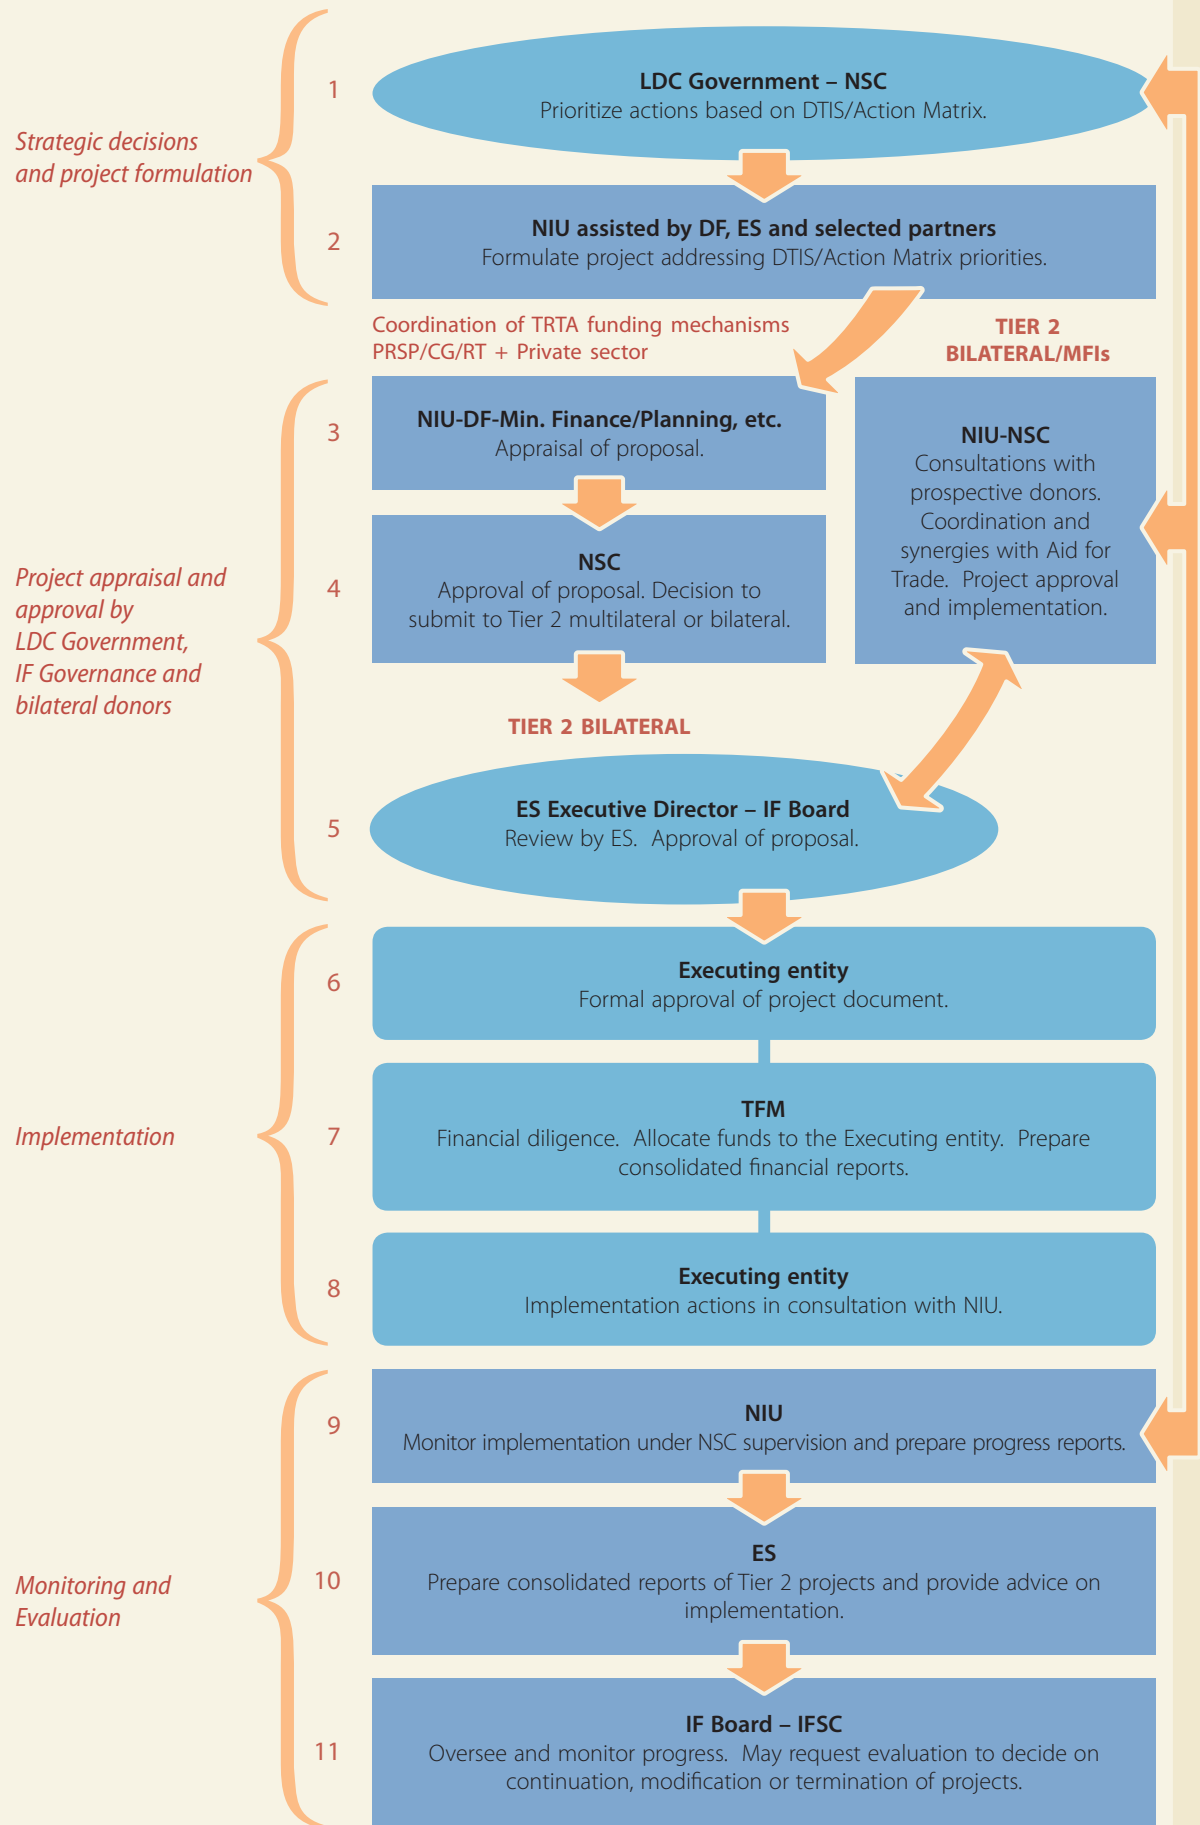 Strategic decisions
and project formulation
1
LDC Government – NSC
Prioritize actions based on DTIS/Action Matrix.
2
NIU assisted by DF, ES and selected partners
Formulate project addressing DTIS/Action Matrix priorities.
Coordination of TRTA funding mechanisms
PRSP/CG/RT + Private sector
TIER 2
BILATERAL/MFIs
Project appraisal and
approval by
LDC Government,
IF Governance and
bilateral donors
3
NIU-DF-Min. Finance/Planning, etc.
Appraisal of proposal.
NIU-NSC
Consultations with
prospective donors.
Coordination and
synergies with Aid for
Trade. Project approval
and implementation.
4
NSC
Approval of proposal. Decision to
submit to Tier 2 multilateral or bilateral.
TIER 2 BILATERAL
5
ES Executive Director – IF Board
Review by ES. Approval of proposal.
Implementation
6
Executing entity
Formal approval of project document.
7
TFM
Financial diligence. Allocate funds to the Executing entity. Prepare
consolidated financial reports.
8
Executing entity
Implementation actions in consultation with NIU.
Monitoring and
Evaluation
9
NIU
Monitor implementation under NSC supervision and prepare progress reports.
10
ES
Prepare consolidated reports of Tier 2 projects and provide advice on
implementation.
11
IF Board – IFSC
Oversee and monitor progress. May request evaluation to decide on
continuation, modification or termination of projects.